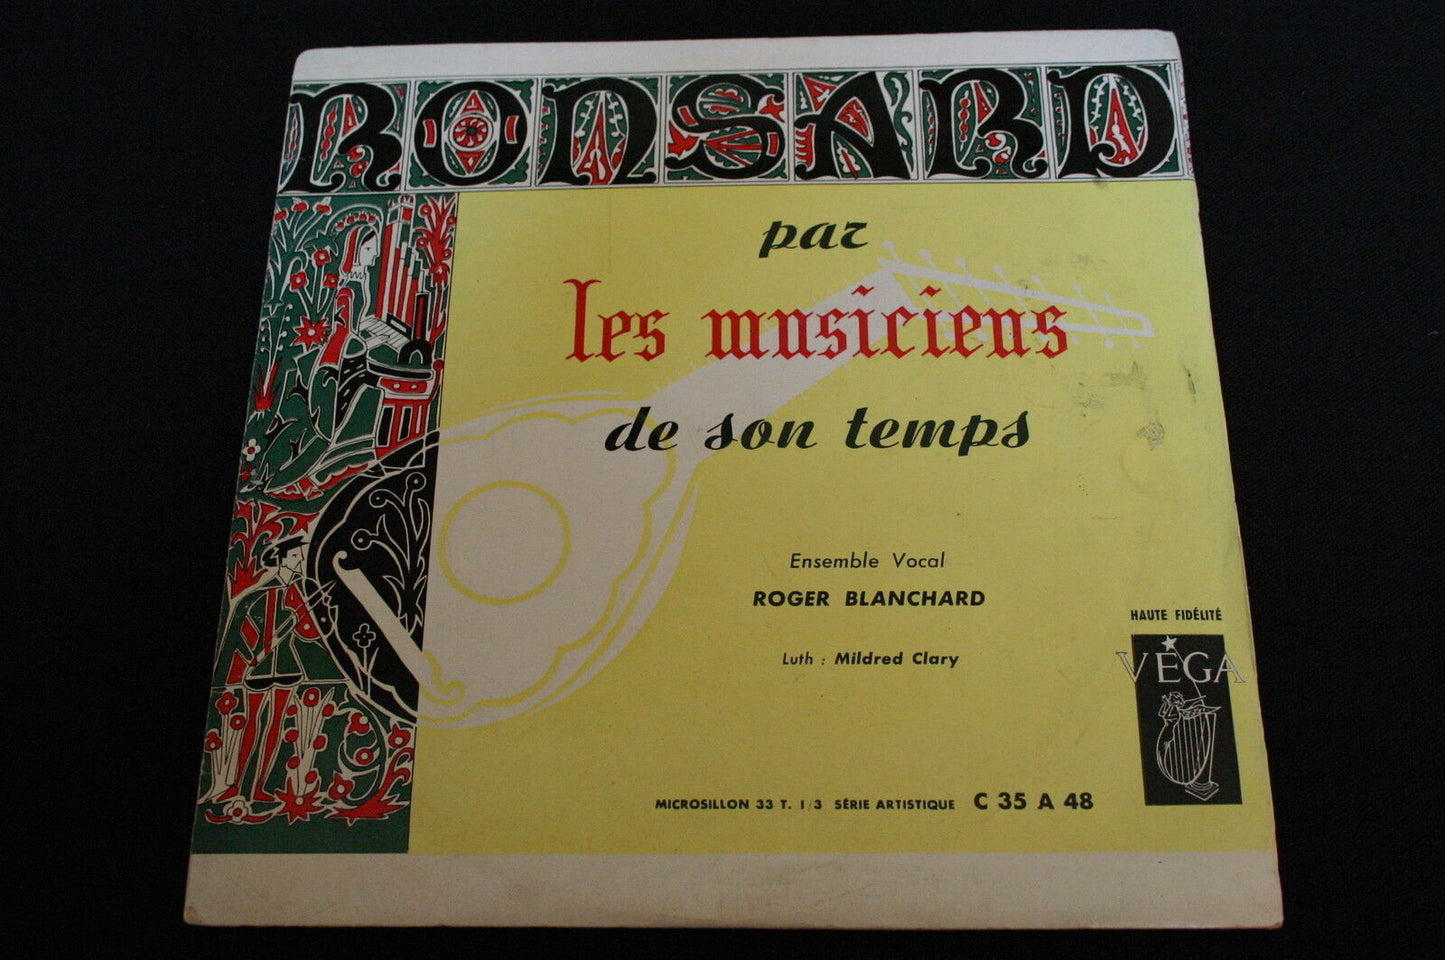 RONSARD
par
les musiciens
de son temps
Ensemble Vocal
ROGER BLANCHARD
Luth : Mildred Clary
HAUTE FIDÉLITÉ
VÉGA
MICROSILLON 33 T. 1/3 SÉRIE ARTISTIQUE C 35 A 48